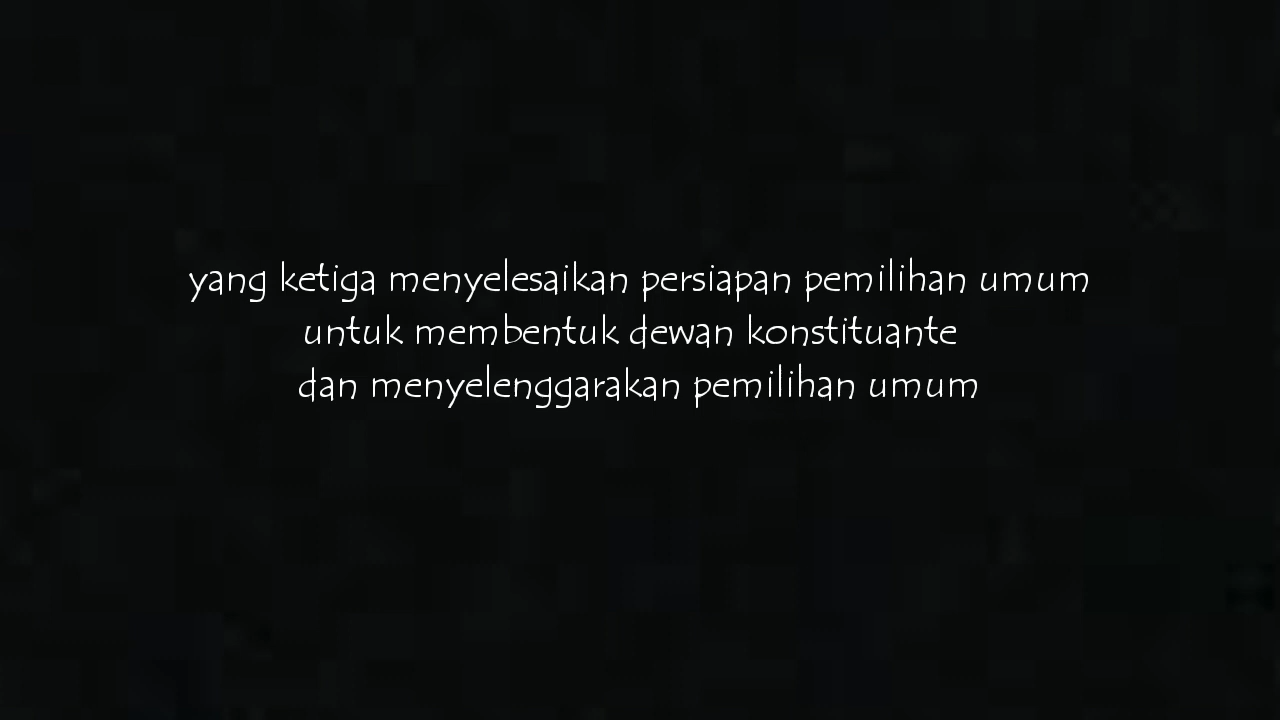 yang ketiga menyelesaikan persiapan pemilihan umum
untuk membentuk dewan konstituante
dan menyelenggarakan pemilihan umum